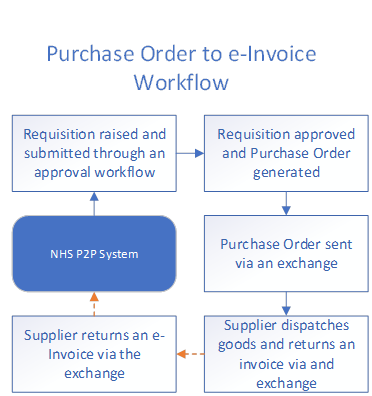 Purchase Order to e-Invoice
Workflow
Requisition raised and
submitted through an
approval workflow
Requisition approved
and Purchase Order
generated
NHS P2P System
Purchase Order sent
via an exchange
Supplier returns an e-
Invoice via the
exchange
Supplier dispatches
goods and returns an
invoice via and
exchange